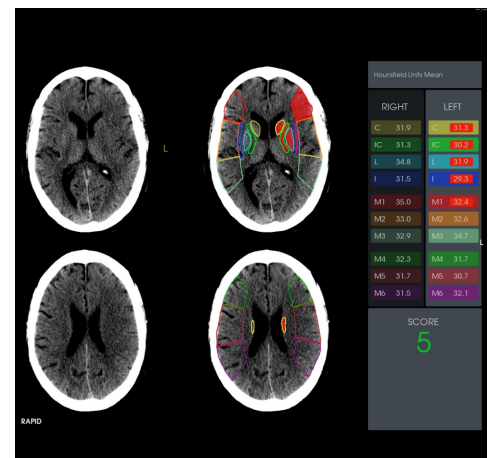 Hounsfield Units Mean
RIGHT LEFT
C 31.9 C 31.3
IC 31.3 IC 30.2
L 34.8 L 31.9
I 31.5 I 29.3
M1 35.0 M1 32.4
M2 33.0 M2 32.6
M3 32.9 M3 34.7
M4 32.3 M4 31.7
M5 31.7 M5 30.7
M6 31.5 M6 32.1
L
L
SCORE
5
RAPID